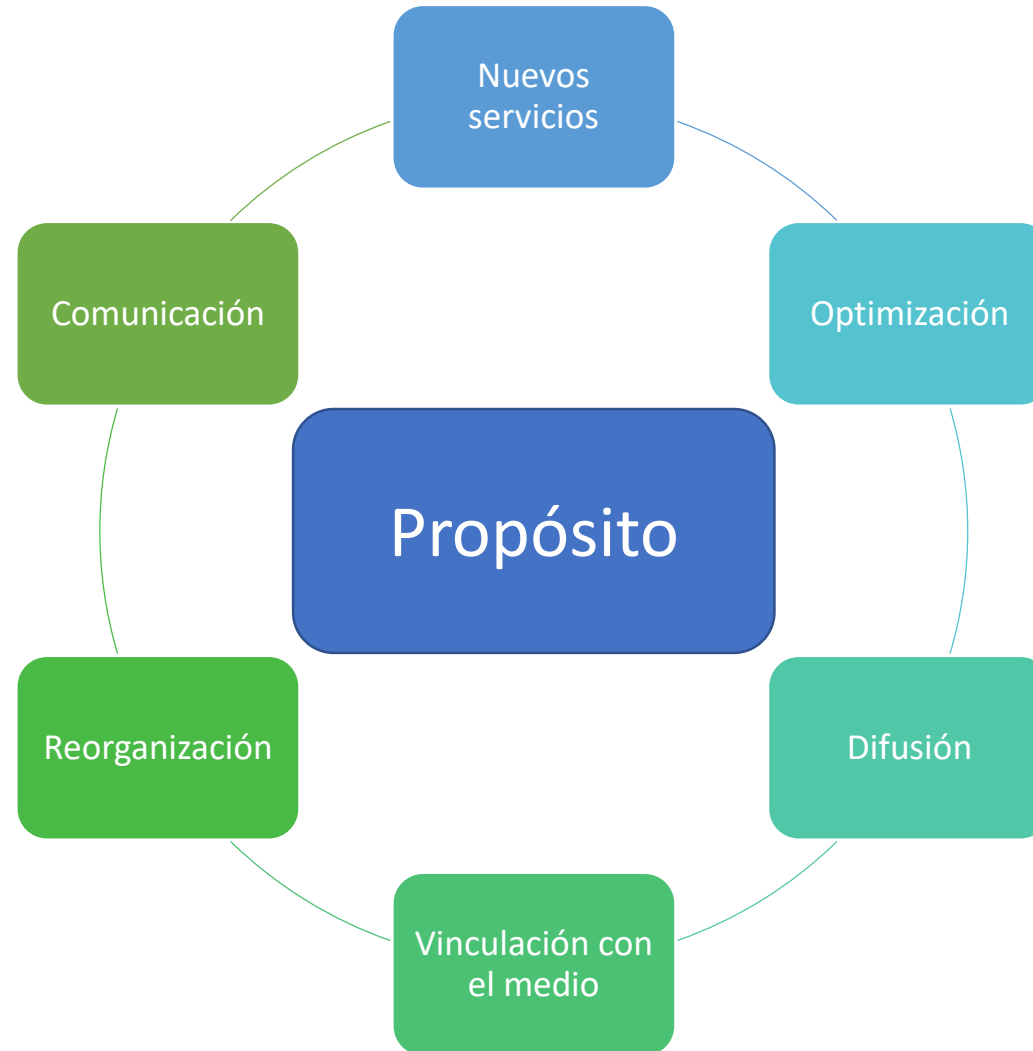 Nuevos
servicios
Optimización
Difusión
Vinculación con
el medio
Reorganización
Comunicación
Propósito